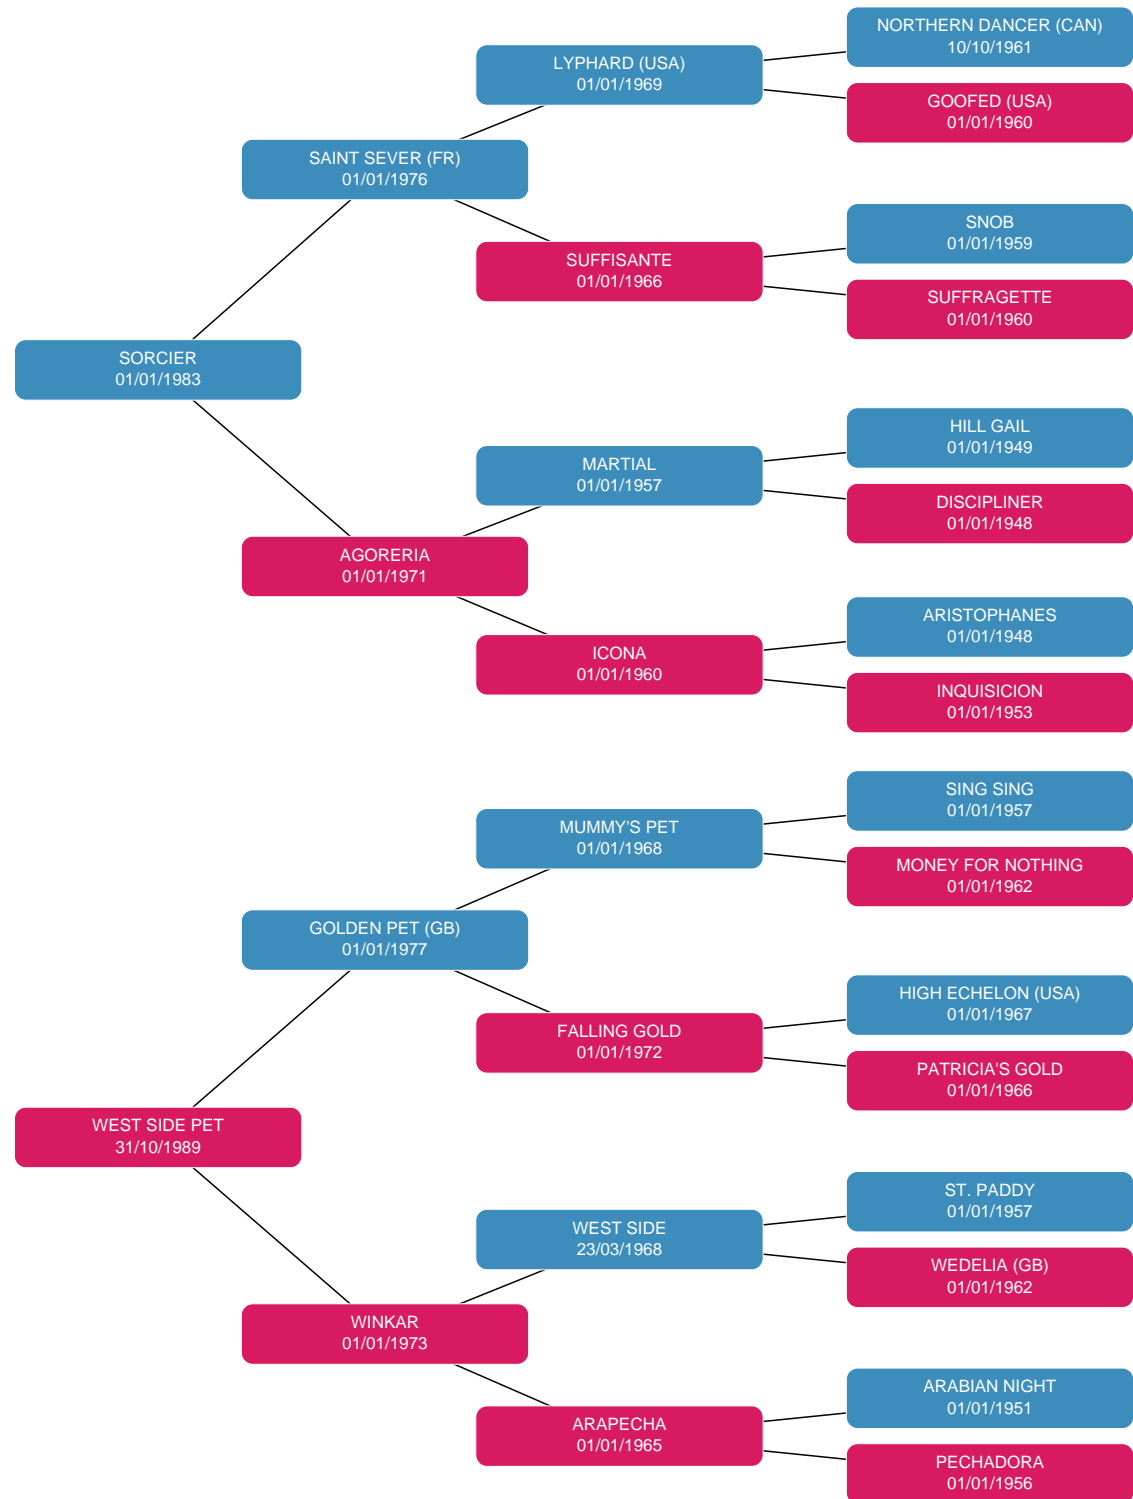 NORTHERN DANCER (CAN)
10/10/1961
LYPHARD (USA)
01/01/1969
GOOFED (USA)
01/01/1960
SAINT SEVER (FR)
01/01/1976
SNOB
01/01/1959
SUFFISANTE
01/01/1966
SUFFRAGETTE
01/01/1960
SORCIER
01/01/1983
HILL GAIL
01/01/1949
MARTIAL
01/01/1957
DISCIPLINER
01/01/1948
AGORERIA
01/01/1971
ARISTOPHANES
01/01/1948
ICONA
01/01/1960
INQUISICION
01/01/1953
SING SING
01/01/1957
MUMMY'S PET
01/01/1968
MONEY FOR NOTHING
01/01/1962
GOLDEN PET (GB)
01/01/1977
HIGH ECHELON (USA)
01/01/1967
FALLING GOLD
01/01/1972
PATRICIA'S GOLD
01/01/1966
WEST SIDE PET
31/10/1989
ST. PADDY
01/01/1957
WEST SIDE
23/03/1968
WEDELIA (GB)
01/01/1962
WINKAR
01/01/1973
ARABIAN NIGHT
01/01/1951
ARAPECHA
01/01/1965
PECHADORA
01/01/1956